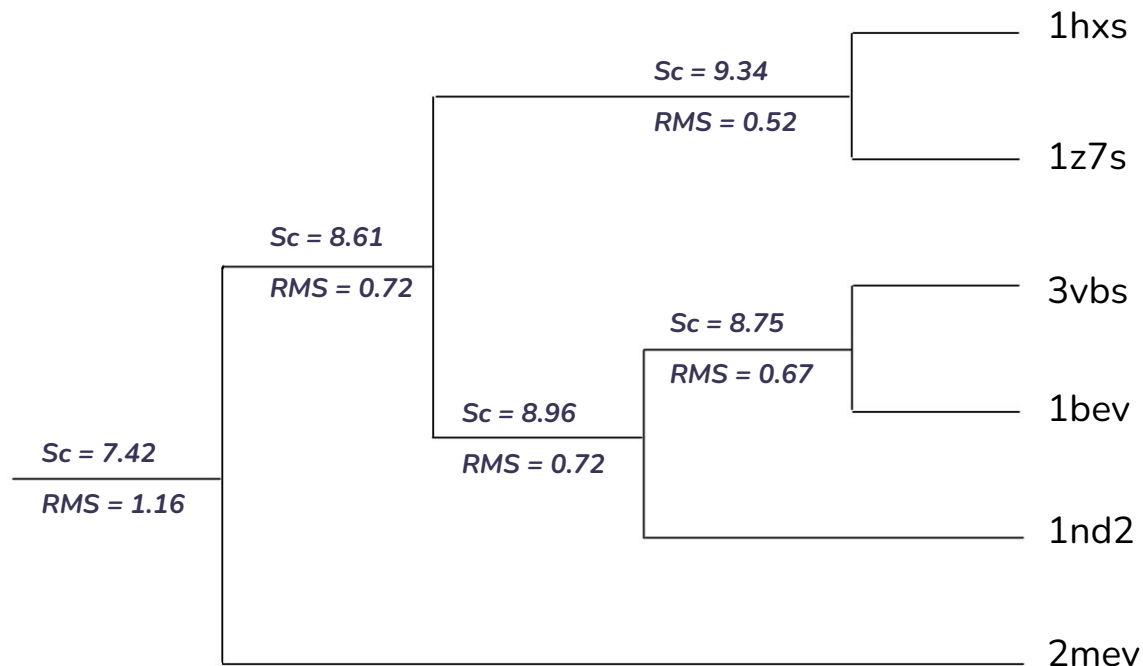 1hxs
Sc = 9.34
RMS = 0.52
1z7s
Sc = 8.61
RMS = 0.72
3vbs
Sc = 8.75
RMS = 0.67
1bev
Sc = 8.96
RMS = 0.72
Sc = 7.42
RMS = 1.16
1nd2
2mev